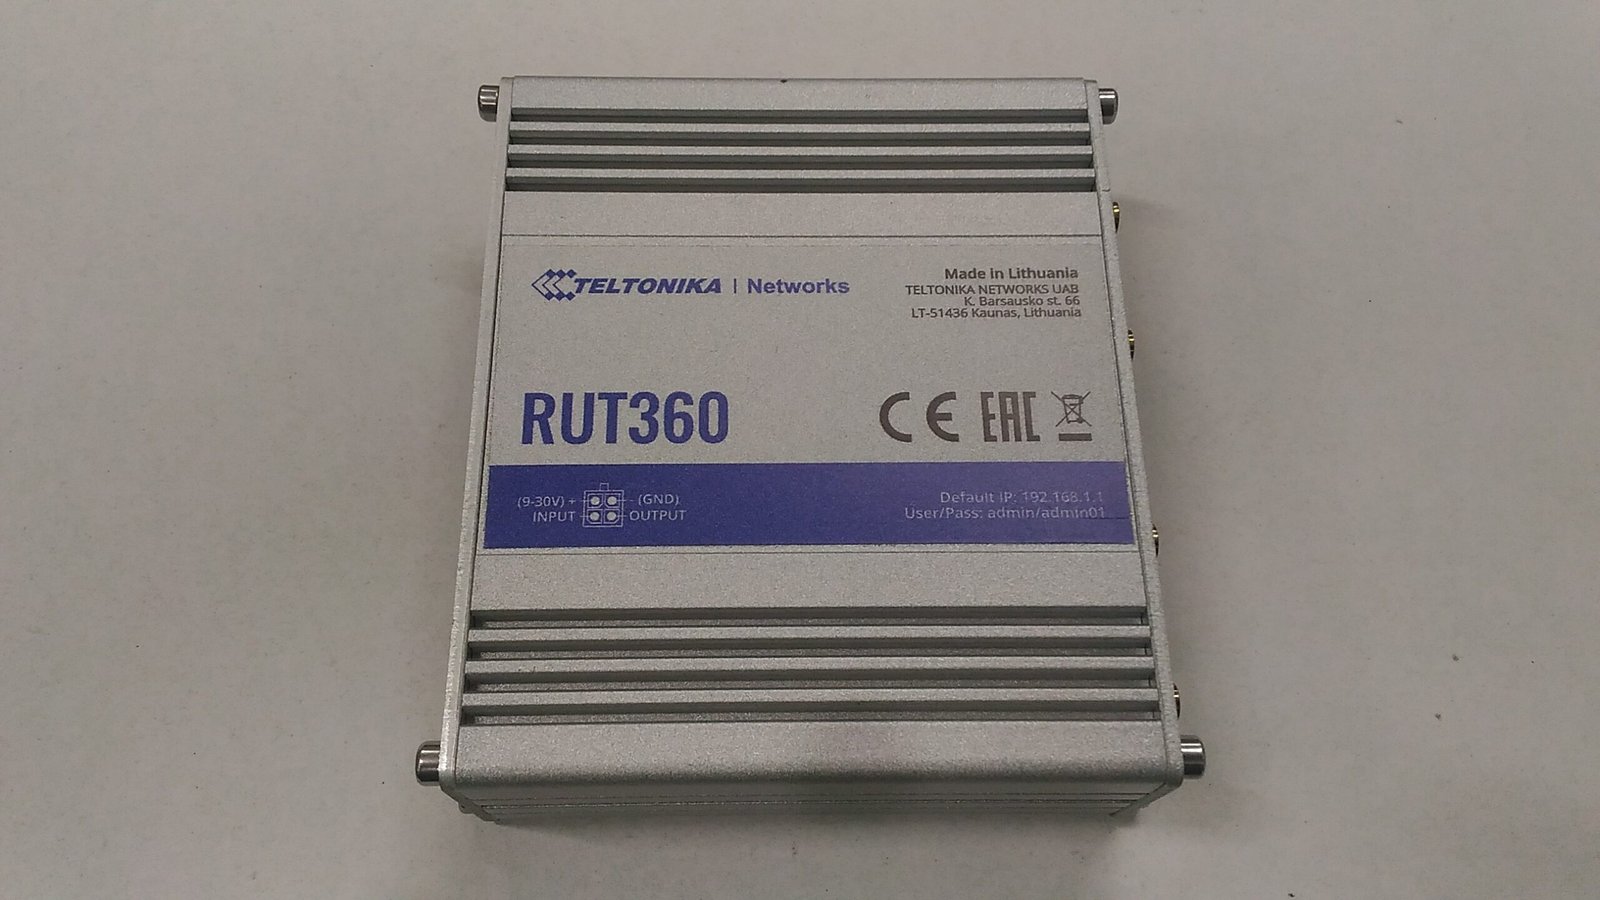 TELTONIKA | Networks
Made in Lithuania
TELTONIKA NETWORKS UAB
K. Barsausko st. 66
LT-51436 Kaunas, Lithuania
RUT360
CE EAC
(9-30V) + - (GND)
INPUT OUTPUT
Default IP: 192.168.1.1
User/Pass: admin/admin01